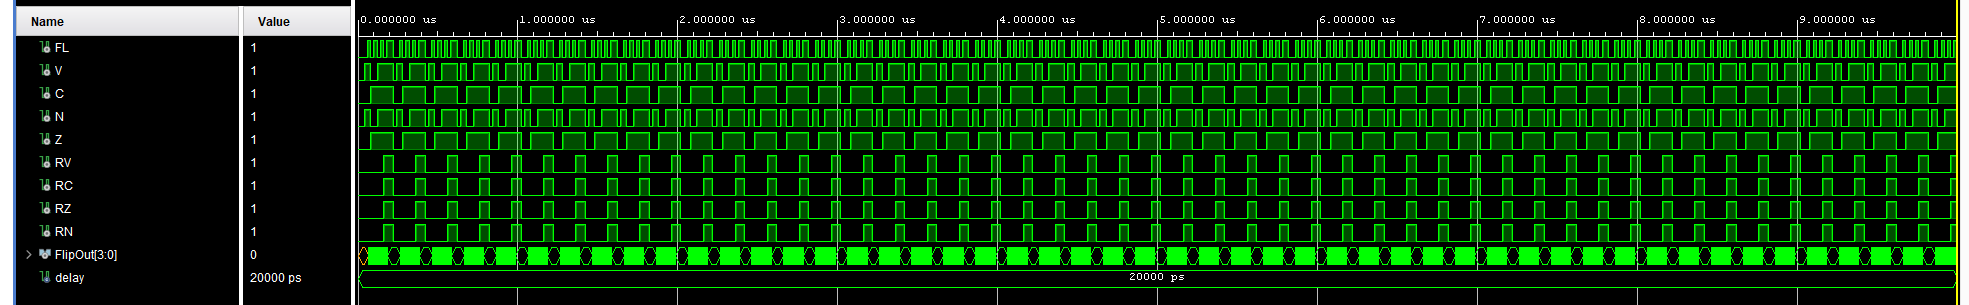 Name Value
0.000000 us 1.000000 us 2.000000 us 3.000000 us 4.000000 us 5.000000 us 6.000000 us 7.000000 us 8.000000 us 9.000000 us
FL 1
V 1
C 1
N 1
Z 1
RV 1
RC 1
RZ 1
RN 1
FlipOut[3:0] 0
delay 20000 ps 20000 ps